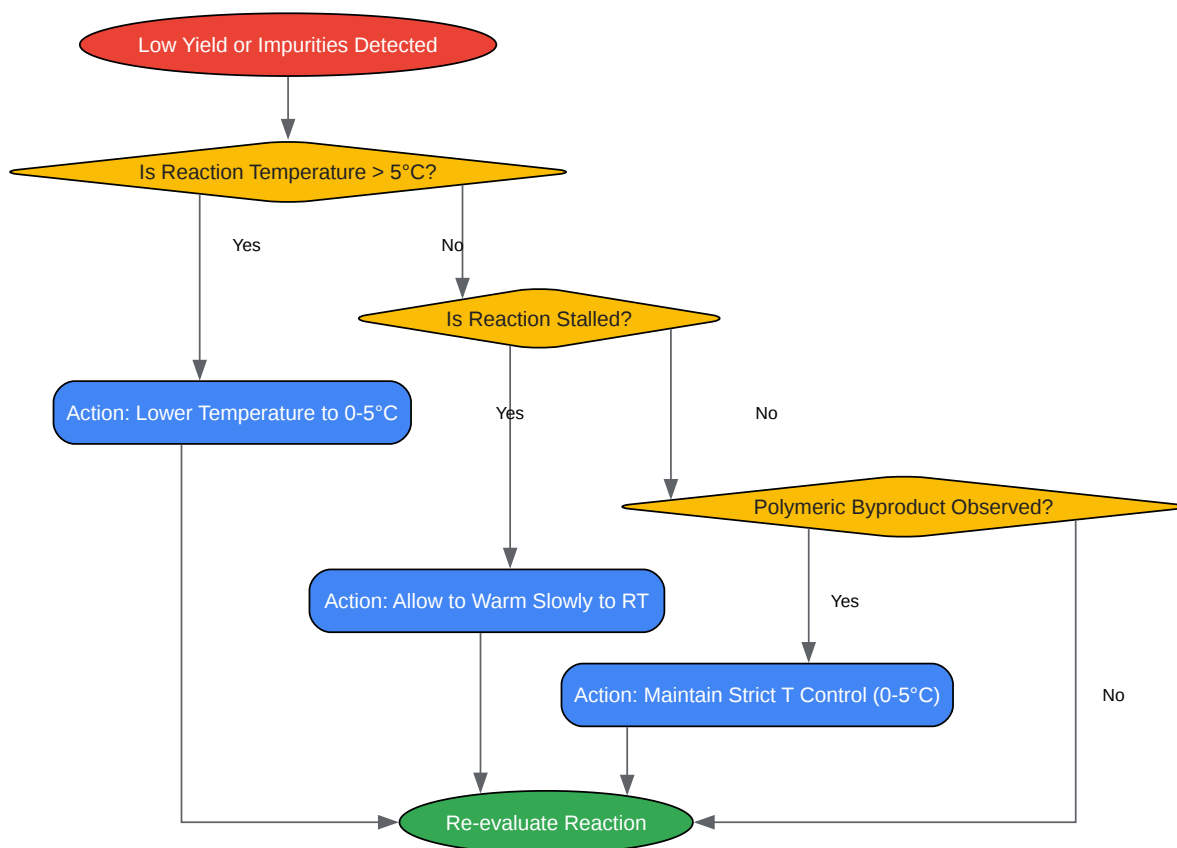 Low Yield or Impurities Detected
Is Reaction Temperature > 5°C?
Yes
No
Is Reaction Stalled?
Action: Lower Temperature to 0-5°C
Yes
No
Polymeric Byproduct Observed?
Action: Allow to Warm Slowly to RT
Yes
Action: Maintain Strict T Control (0-5°C)
No
Re-evaluate Reaction